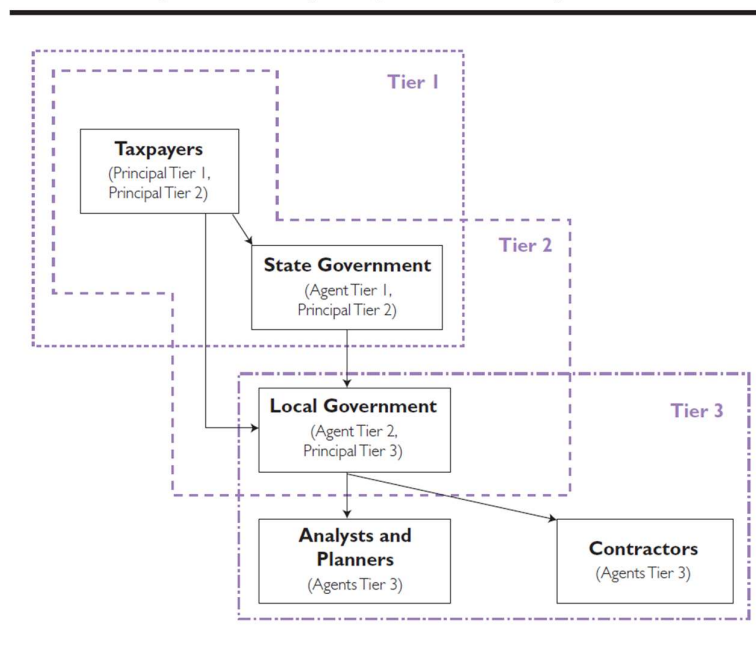 Tier 1
Taxpayers
(Principal Tier 1,
Principal Tier 2)
Tier 2
State Government
(Agent Tier 1,
Principal Tier 2)
Local Government
(Agent Tier 2,
Principal Tier 3)
Tier 3
Analysts and
Planners
(Agents Tier 3)
Contractors
(Agents Tier 3)